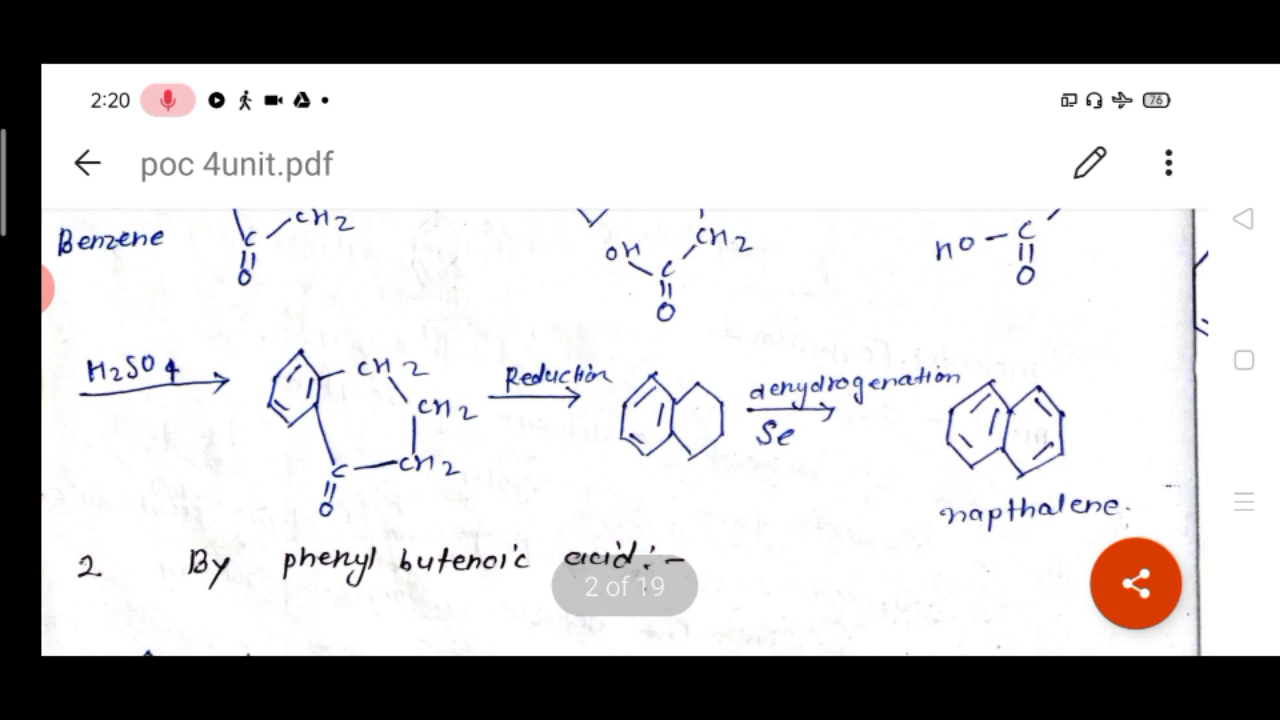 2:20 76
poc 4unit.pdf
Benzene C CH2 OH C CH2 HO - C
O O O
H2SO4 CH2 Reduction dehydrogenation
CH2 Se
C CH2
O napthalene.
2 By phenyl butenoic acid:-
2 of 19